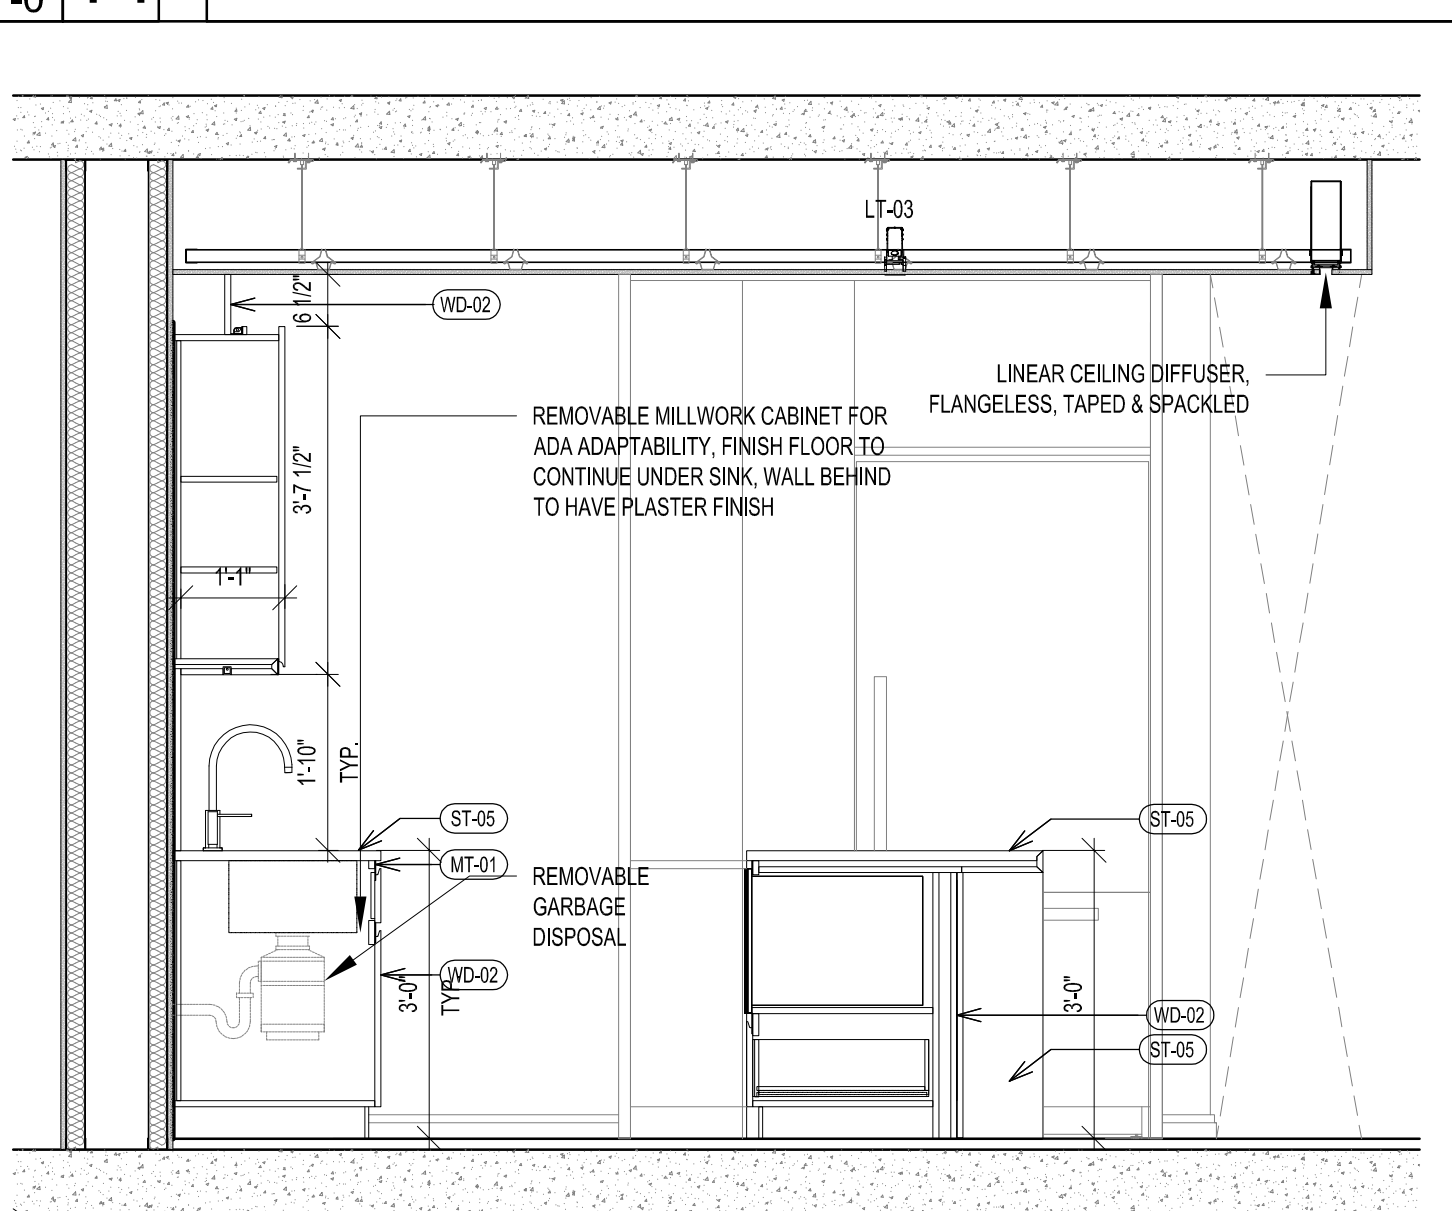 -0
LT-03
6 1/2"
WD-02
LINEAR CEILING DIFFUSER,
FLANGELESS, TAPED & SPACKLED
REMOVABLE MILLWORK CABINET FOR
ADA ADAPTABILITY, FINISH FLOOR TO
CONTINUE UNDER SINK, WALL BEHIND
TO HAVE PLASTER FINISH
3'-7 1/2"
1'-1"
1'-10"
TYP.
ST-05
ST-05
MT-01
REMOVABLE
GARBAGE
DISPOSAL
WD-02
3'-0"
TYP.
3'-0"
WD-02
ST-05